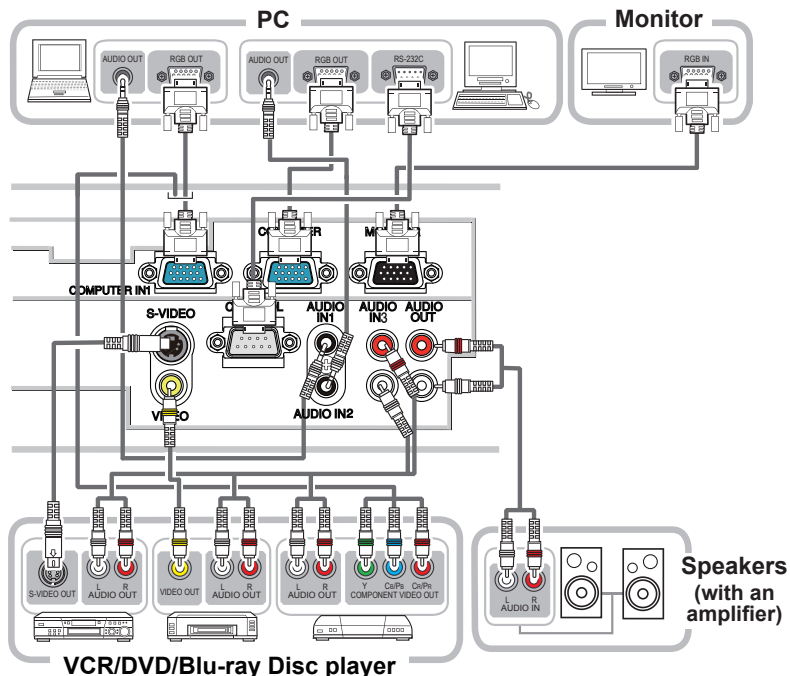 PC
Monitor
AUDIO OUT
RGB OUT
AUDIO OUT
RGB OUT
RS-232C
RGB IN
COMPUTER IN1
S-VIDEO
AUDIO
IN1
AUDIO
IN3
AUDIO
OUT
AUDIO IN2
S-VIDEO OUT
L R
AUDIO OUT
VIDEO OUT
L R
AUDIO OUT
L R
AUDIO OUT
Y CB/PB CR/PR
COMPONENT VIDEO OUT
L R
AUDIO IN
Speakers
(with an
amplifier)
VCR/DVD/Blu-ray Disc player